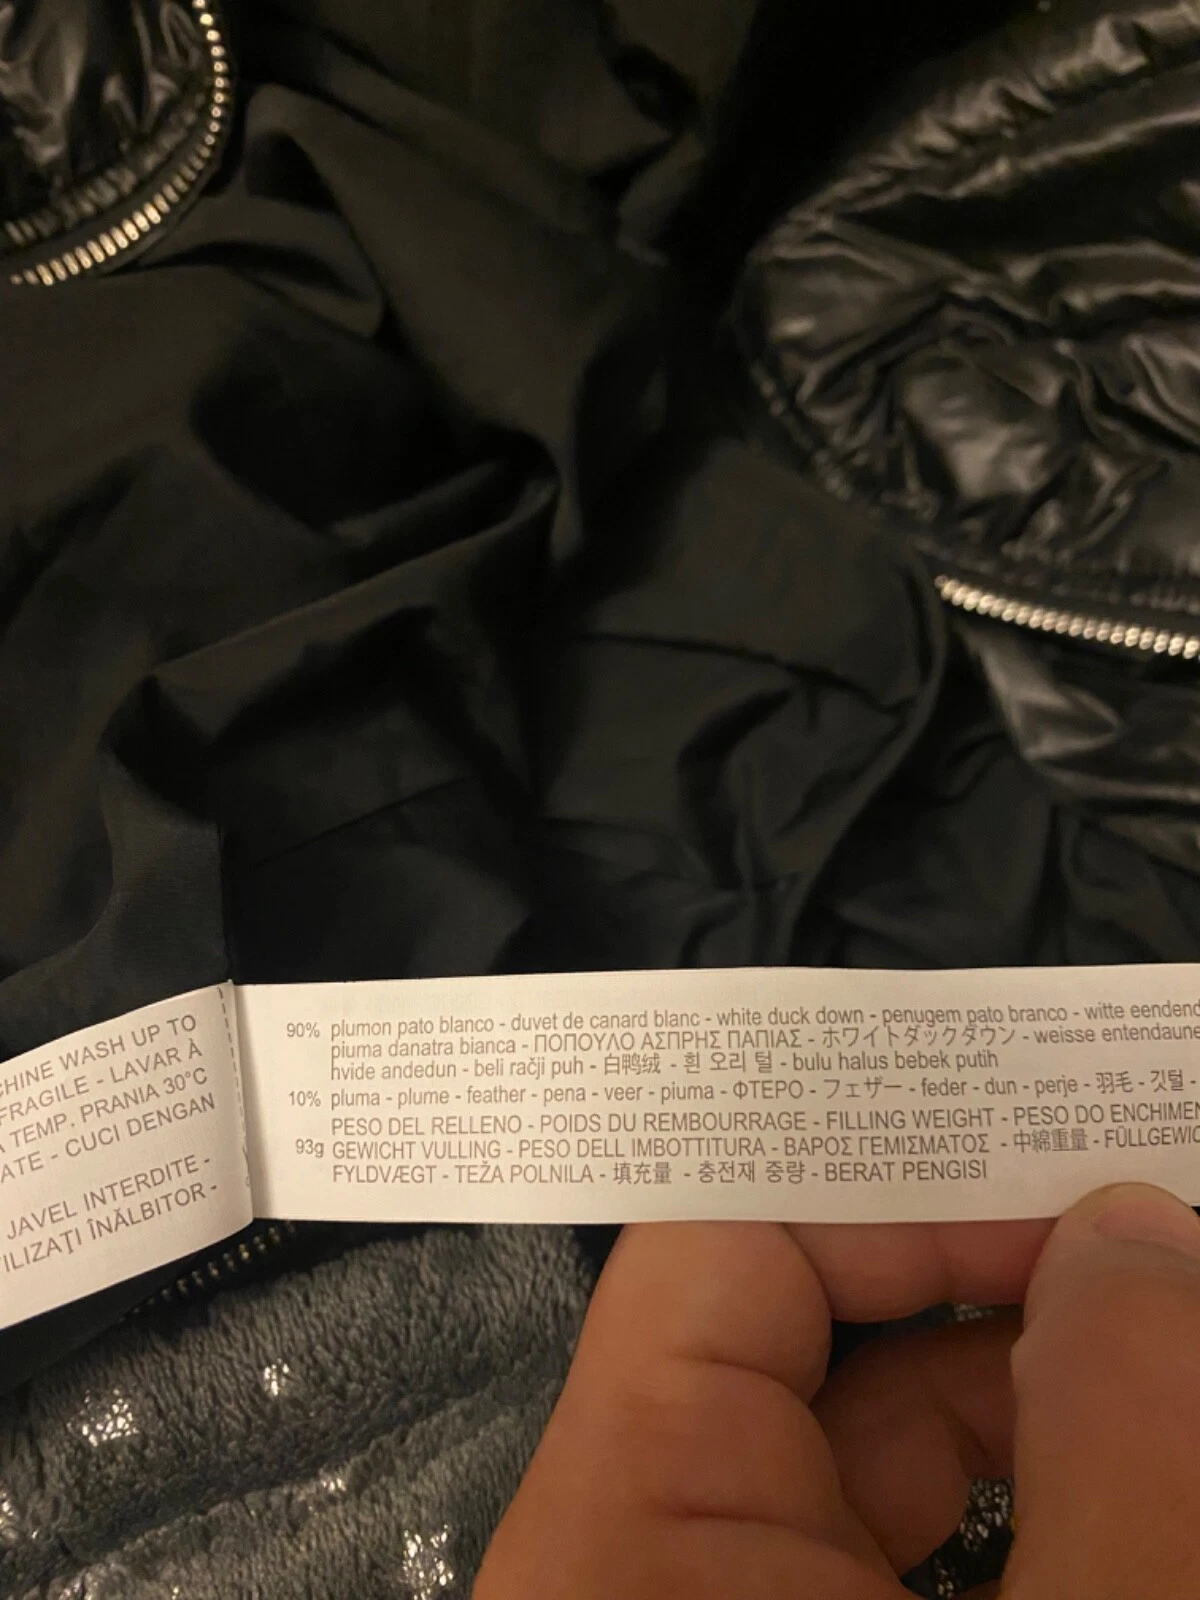 CHINE WASH UP TO
FRAGILE - LAVAR À
TEMP. PRANIA 30°C
ATE - CUCI DENGAN
JAVEL INTERDITE -
ÎNĂLBITOR -
90% plumon pato blanco - duvet de canard blanc - white duck down - penugem pato branco - witte eendend
piuma danatra bianca - ΠΟΠΟΥΛΟ ΑΣΠΡΗΣ ΠΑΠΙΑΣ - ホワイトダックダウン - weisse entendaune
hvide andedun - beli račji puh - 白鸭绒 - 흰 오리 털 - bulu halus bebek putih
10% pluma - plume - feather - pena - veer - piuma - ΦΤΕΡΟ - フェザー - feder - dun - perje - 羽毛 - 깃털 -
PESO DEL RELLENO - POIDS DU REMBOURRAGE - FILLING WEIGHT - PESO DO ENCHIMEN
93g GEWICHT VULLING - PESO DELL IMBOTTITURA - ΒΑΡΟΣ ΓΕΜΙΣΜΑΤΟΣ - 中綿重量 - FÜLLGEWIC
FYLDVÆGT - TEŽA POLNILA - 填充量 - 충전재 중량 - BERAT PENGISI